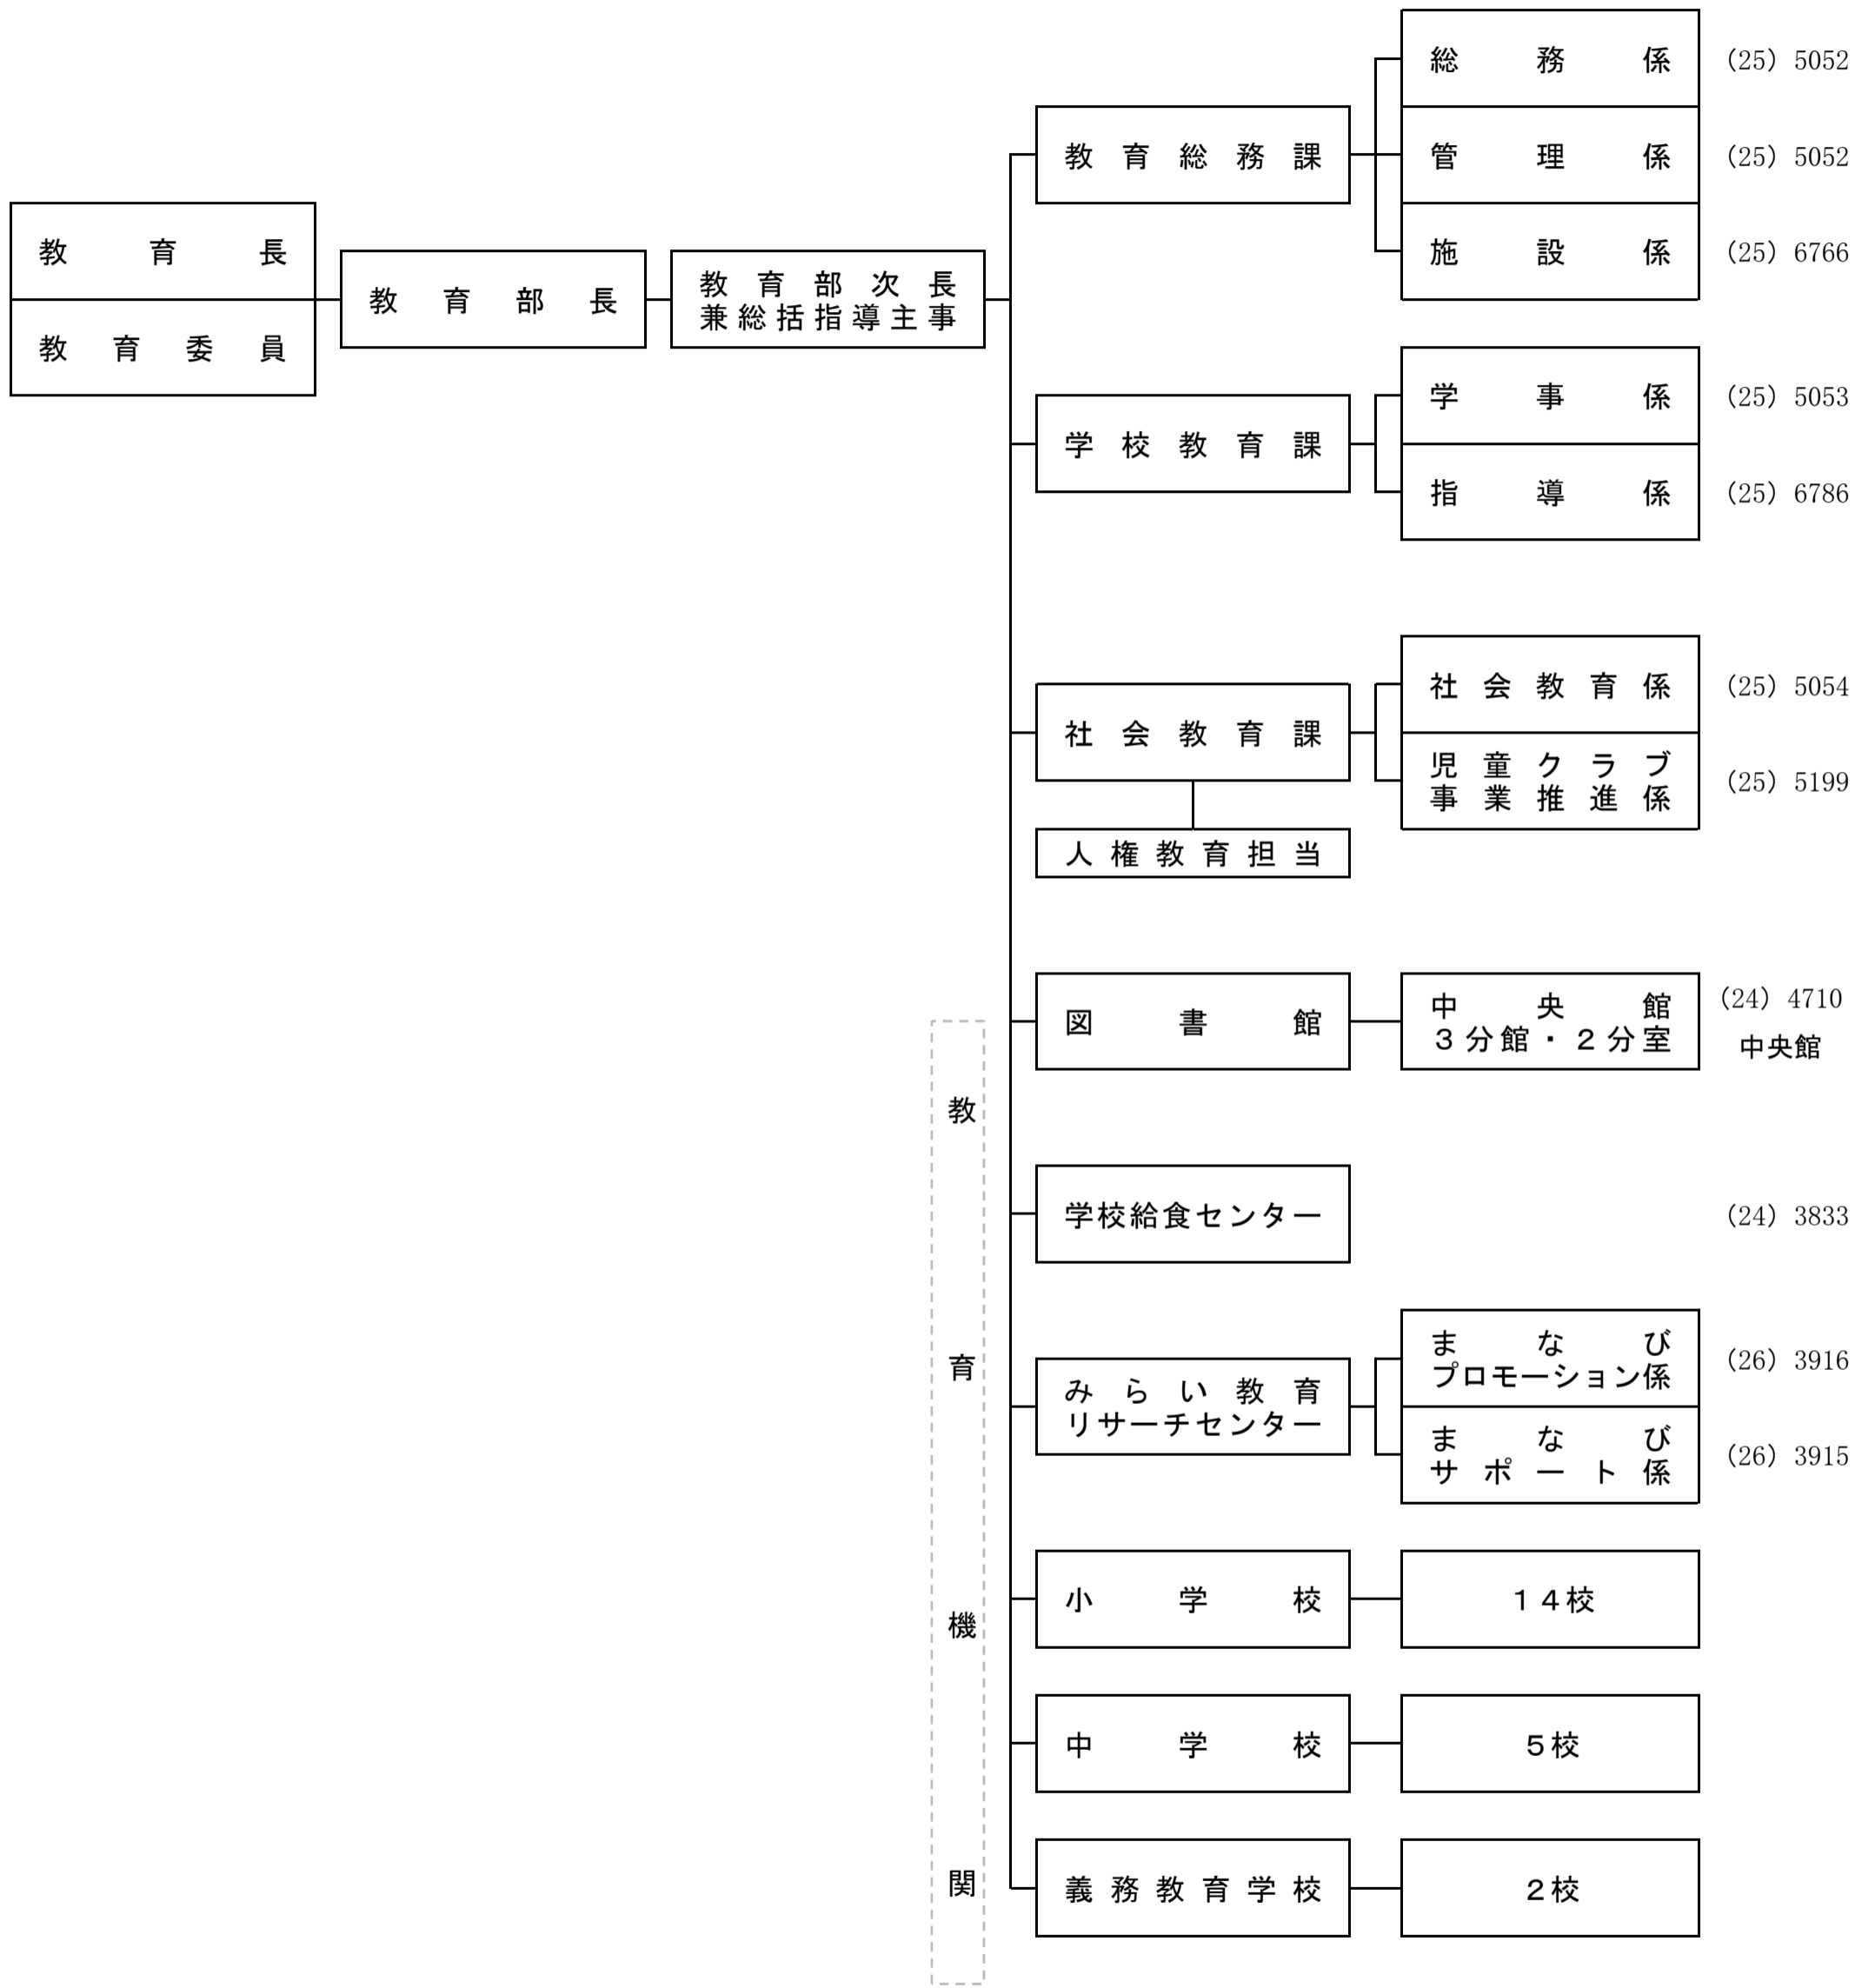 教育長
教育委員
教育部長
教育部次長
兼総括指導主事
教育総務課
総務係 (25) 5052
管理係 (25) 5052
施設係 (25) 6766
学校教育課
学事係 (25) 5053
指導係 (25) 6786
社会教育課
社会教育係 (25) 5054
児童クラブ
事業推進係 (25) 5199
人権教育担当
教育機関
図書館
中央館
３分館・２分室
(24) 4710
中央館
学校給食センター (24) 3833
みらい教育
リサーチセンター
まなび
プロモーション係 (26) 3916
まなび
サポート係 (26) 3915
小学校 １４校
中学校 ５校
義務教育学校 ２校